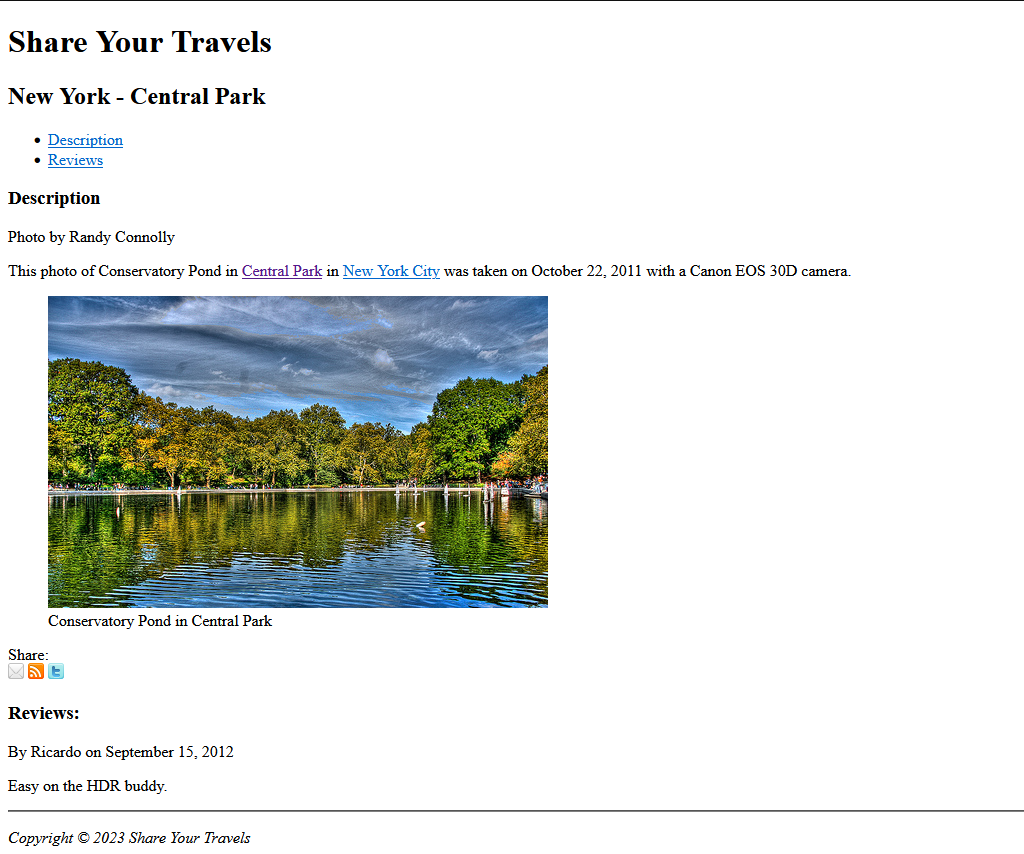 Share Your Travels
New York - Central Park
Description
Reviews
Description
Photo by Randy Connolly
This photo of Conservatory Pond in Central Park in New York City was taken on October 22, 2011 with a Canon EOS 30D camera.
Conservatory Pond in Central Park
Share:
Reviews:
By Ricardo on September 15, 2012
Easy on the HDR buddy.
Copyright © 2023 Share Your Travels